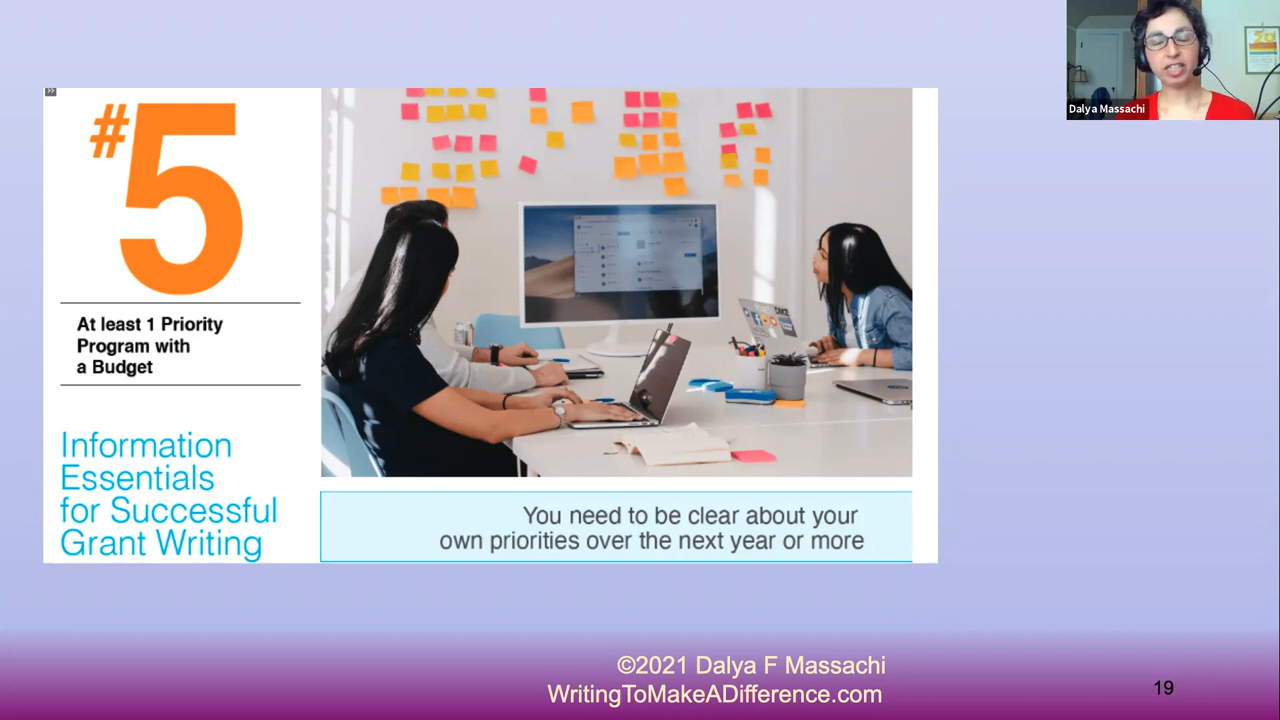 #5
At least 1 Priority
Program with
a Budget
Information
Essentials
for Successful
Grant Writing
You need to be clear about your
own priorities over the next year or more
Dalya Massachi
©2021 Dalya F Massachi
WritingToMakeADifference.com
19